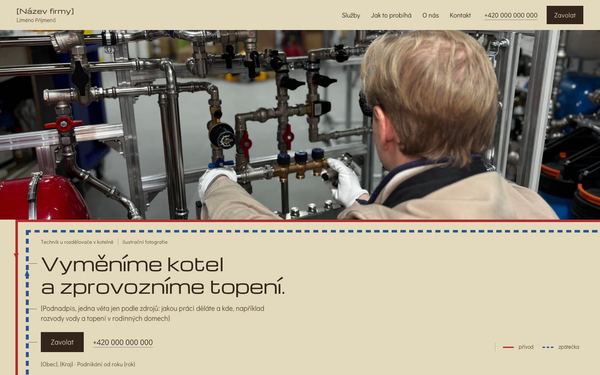 [Název firmy]
[Jméno Příjmení]
Služby
Jak to probíhá
O nás
Kontakt
+420 000 000 000
Zavolat
Technik u rozdělovače v kotelně
ilustrační fotografie
Vyměníme kotel
a zprovozníme topení.
[Podnadpis, jedna věta jen podle zdrojů: jakou práci děláte a kde, například
rozvody vody a topení v rodinných domech]
Zavolat
+420 000 000 000
přívod
zpátečka
[Obec], [Kraj] · Podnikání od roku [rok]